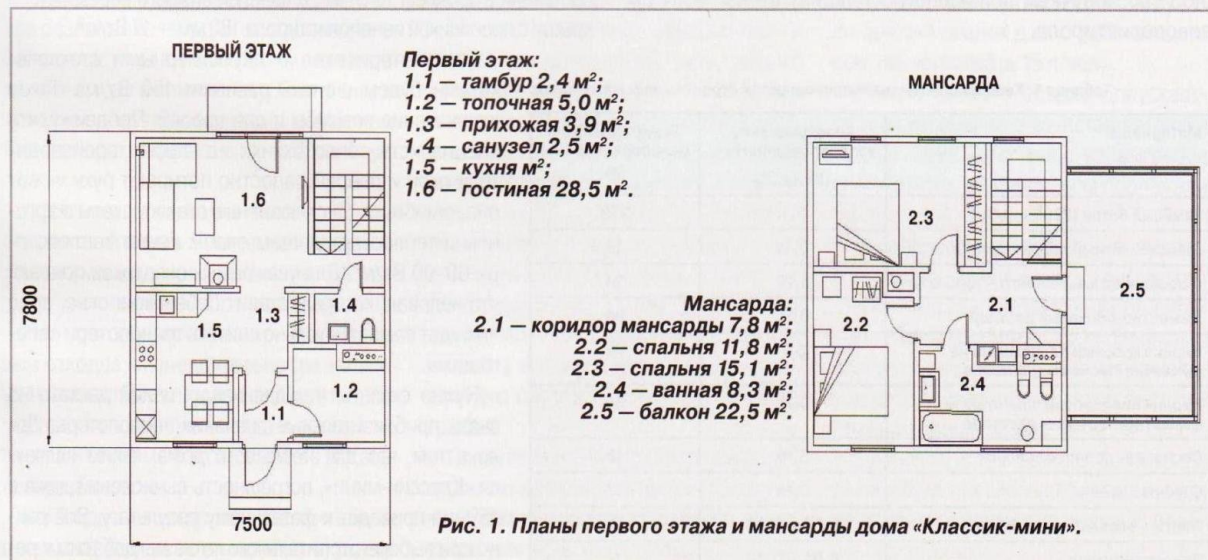 ПЕРВЫЙ ЭТАЖ
Первый этаж:
1.1 – тамбур 2,4 м²;
1.2 – топочная 5,0 м²;
1.3 – прихожая 3,9 м²;
1.4 – санузел 2,5 м²;
1.5 – кухня м²;
1.6 – гостиная 28,5 м²,
МАНСАРДА
1.6
1.3
1.4
1.5
1.2
1.1
7800
7500
Мансарда:
2.1 – коридор мансарды 7,8 м²;
2.2 – спальня 11,8 м²;
2.3 – спальня 15,1 м²;
2.4 – ванная 8,3 м²;
2.5 – балкон 22,5 м²,
2.3
2.5
2.1
2.2
2.4
Рис. 1. Планы первого этажа и мансарды дома «Классик-мини».